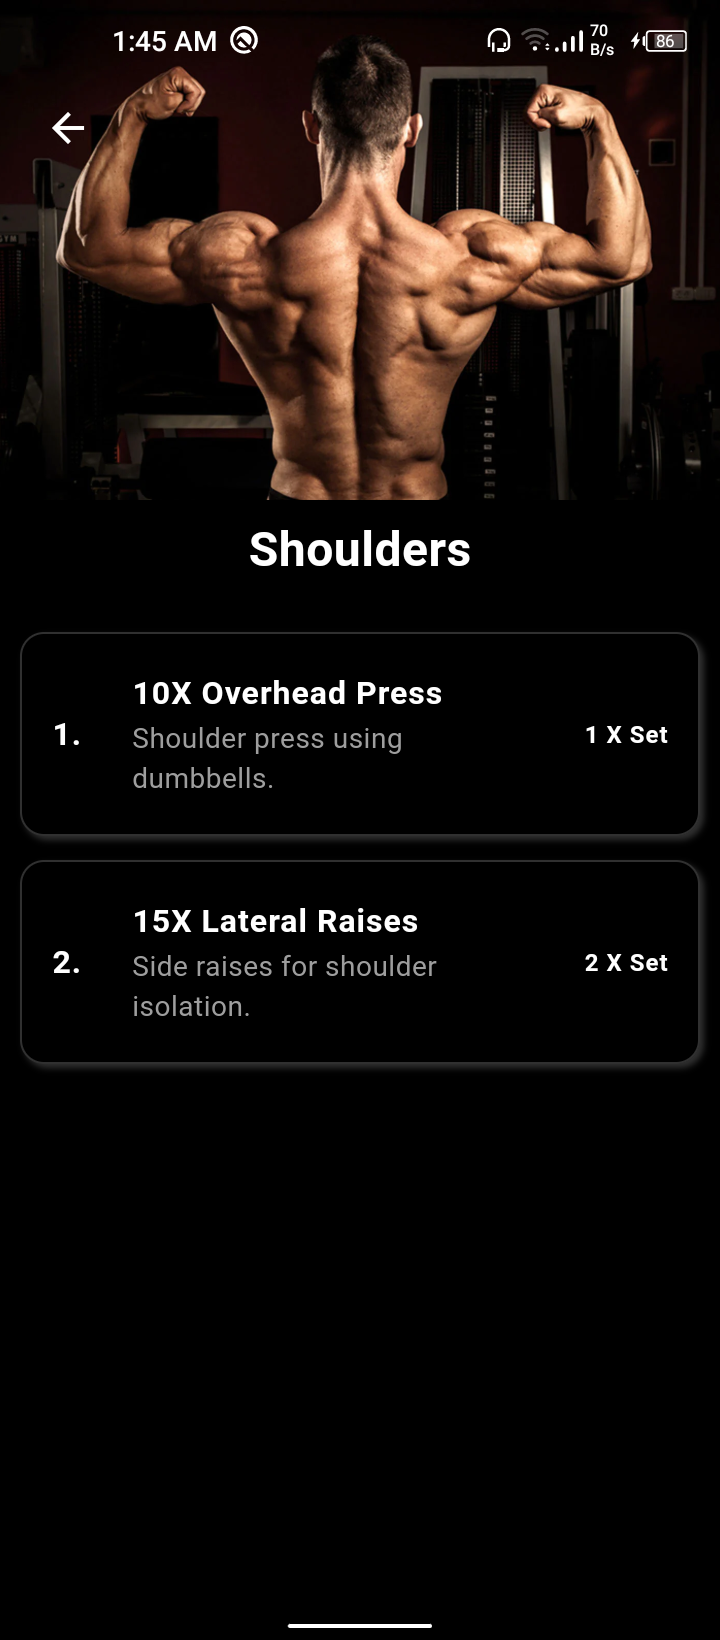 1:45 AM
70
B/s
86
Shoulders
1.
10X Overhead Press
Shoulder press using
dumbbells.
1 X Set
2.
15X Lateral Raises
Side raises for shoulder
isolation.
2 X Set